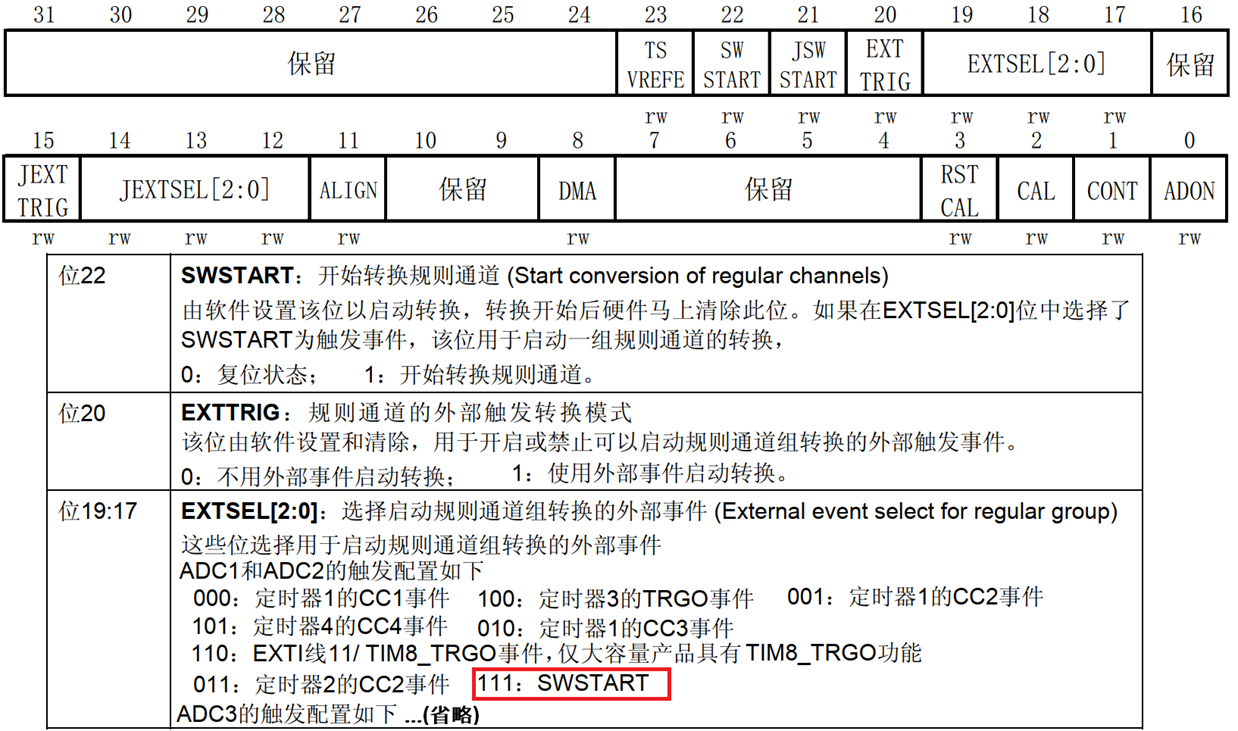 31 30 29 28 27 26 25 24 23 22 21 20 19 18 17 16
保留 TS VREFE SW START JSW START EXT TRIG EXTSEL[2:0] 保留
rw rw rw rw rw rw rw
15 14 13 12 11 10 9 8 7 6 5 4 3 2 1 0
JEXT TRIG JEXTSEL[2:0] ALIGN 保留 DMA 保留 RST CAL CAL CONT ADON
rw rw rw rw rw rw rw rw rw rw
位22 SWSTART：开始转换规则通道 (Start conversion of regular channels)
由软件设置该位以启动转换，转换开始后硬件马上清除此位。如果在EXTSEL[2:0]位中选择了
SWSTART为触发事件，该位用于启动一组规则通道的转换，
0：复位状态； 1：开始转换规则通道。
位20 EXTTRIG：规则通道的外部触发转换模式
该位由软件设置和清除，用于开启或禁止可以启动规则通道组转换的外部触发事件。
0：不用外部事件启动转换； 1：使用外部事件启动转换。
位19:17 EXTSEL[2:0]：选择启动规则通道组转换的外部事件 (External event select for regular group)
这些位选择用于启动规则通道组转换的外部事件
ADC1和ADC2的触发配置如下
000：定时器1的CC1事件 100：定时器3的TRGO事件 001：定时器1的CC2事件
101：定时器4的CC4事件 010：定时器1的CC3事件
110：EXTI线11/ TIM8_TRGO事件，仅大容量产品具有TIM8_TRGO功能
011：定时器2的CC2事件 111：SWSTART
ADC3的触发配置如下 ...(省略)